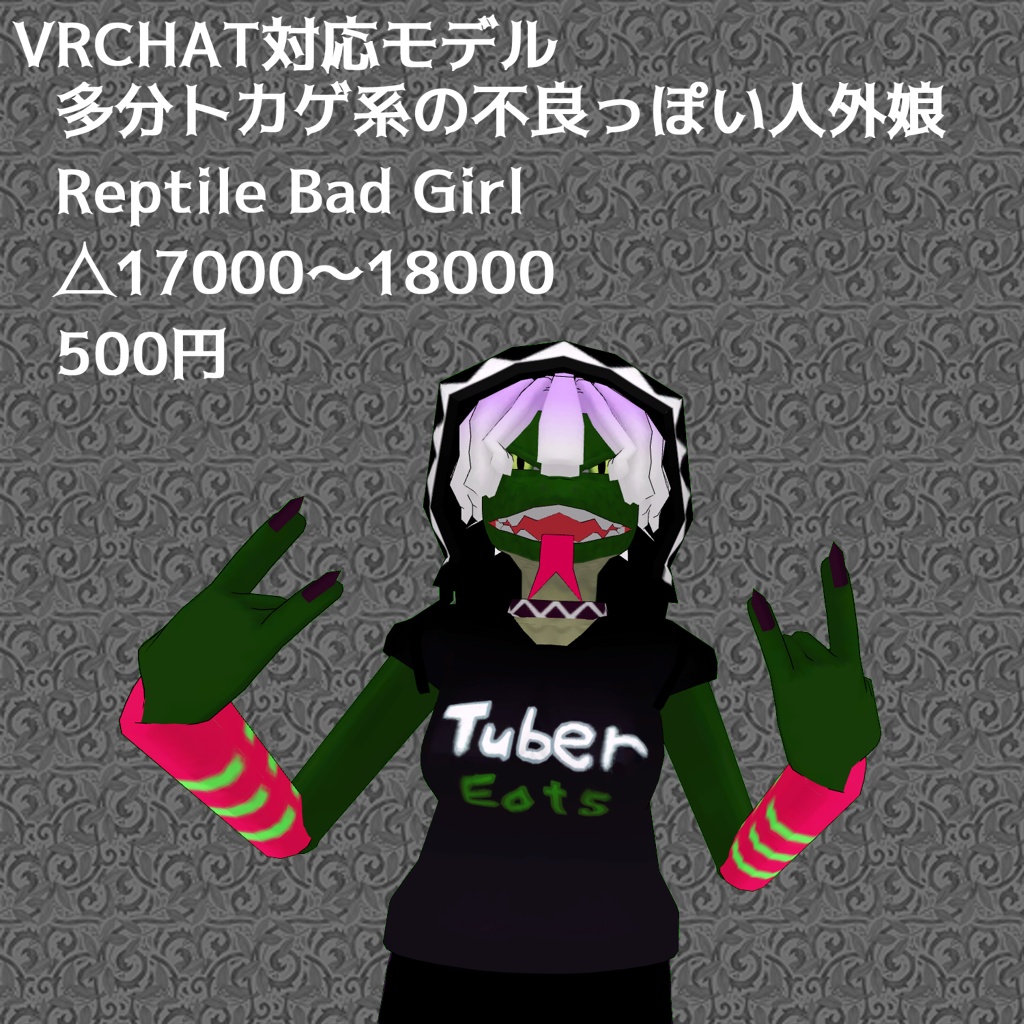 VRCHAT対応モデル
多分トカゲ系の不良っぽい人外娘
Reptile Bad Girl
△17000〜18000
500円
Tuber
Eats